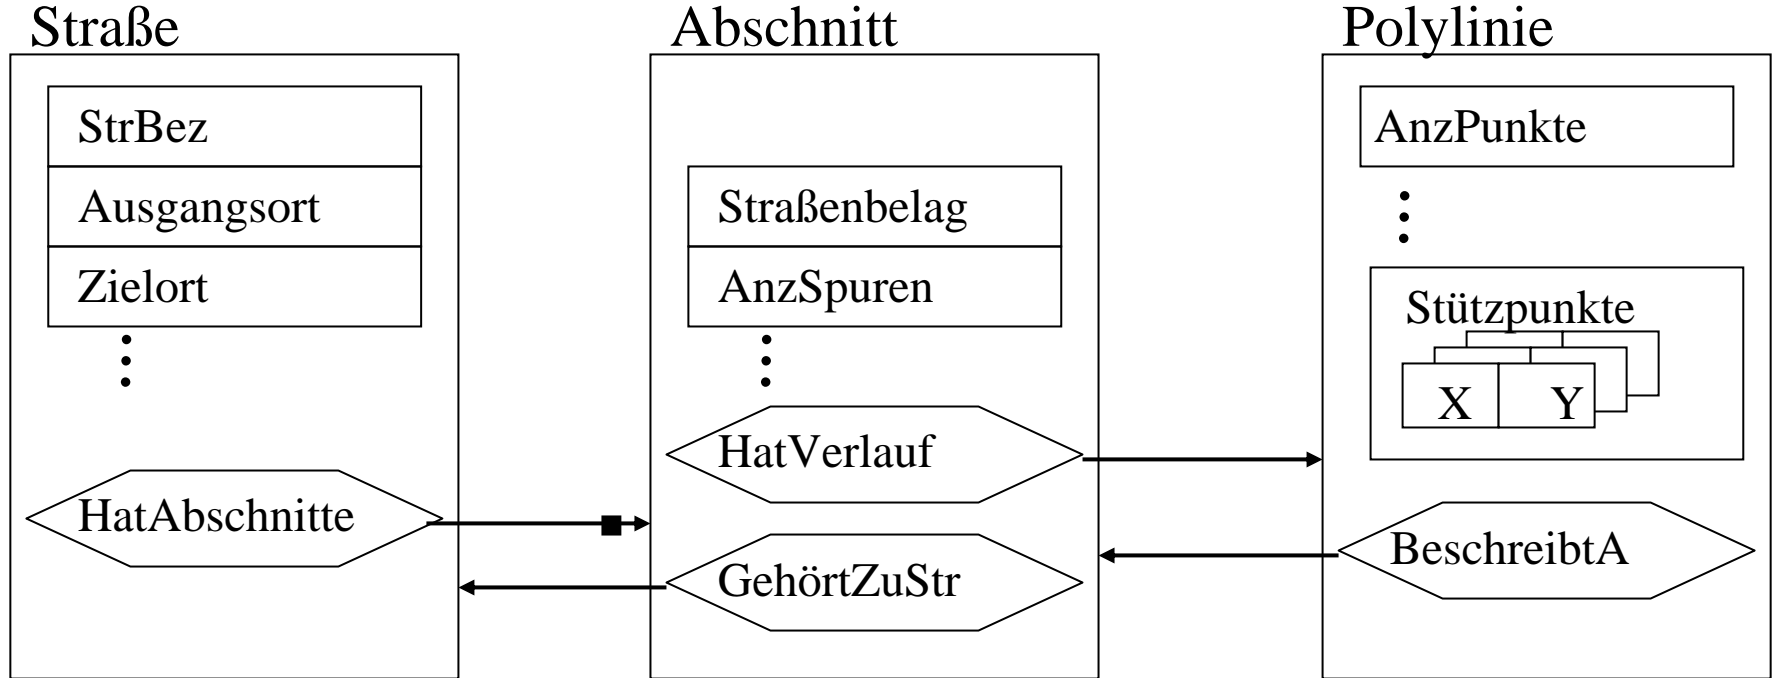 Straße
StrBez
Ausgangsort
Zielort
HatAbschnitte
Abschnitt
Straßenbelag
AnzSpuren
HatVerlauf
GehörtZuStr
Polylinie
AnzPunkte
Stützpunkte
X Y
BeschreibtA